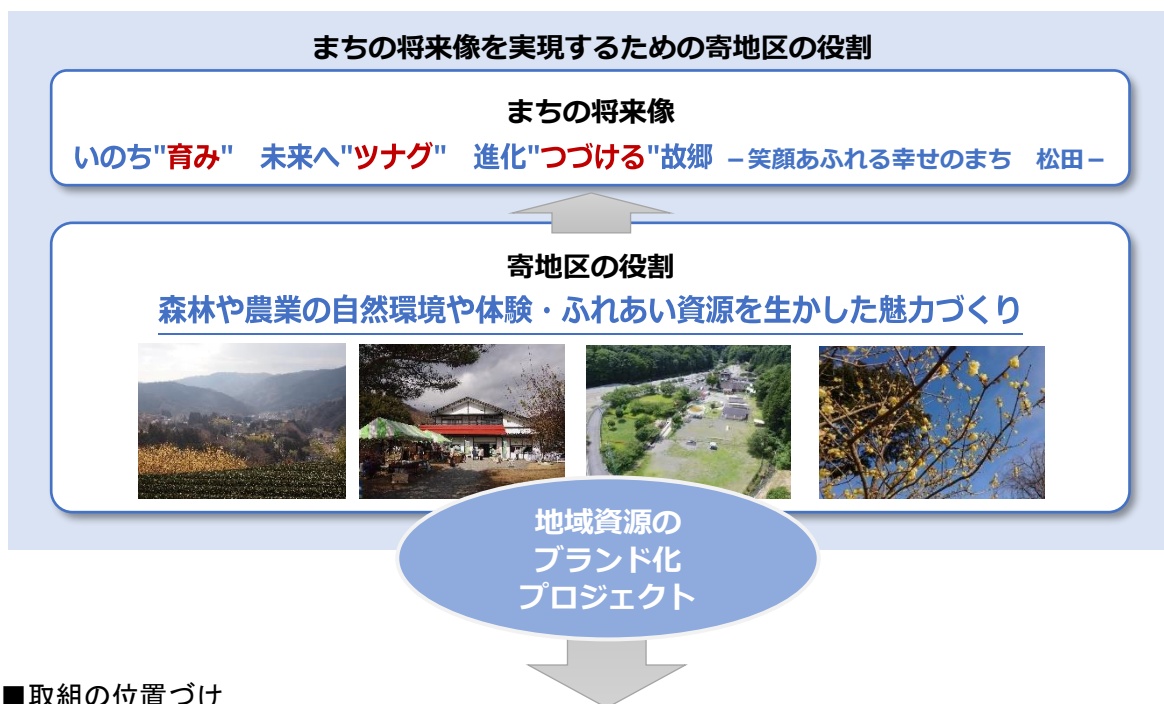 まちの将来像を実現するための寄地区の役割
まちの将来像
いのち"育み"　未来へ"ツナグ"　進化"つづける"故郷 －笑顔あふれる幸せのまち　松田－
寄地区の役割
森林や農業の自然環境や体験・ふれあい資源を生かした魅力づくり
地域資源の
ブランド化
プロジェクト
■取組の位置づけ